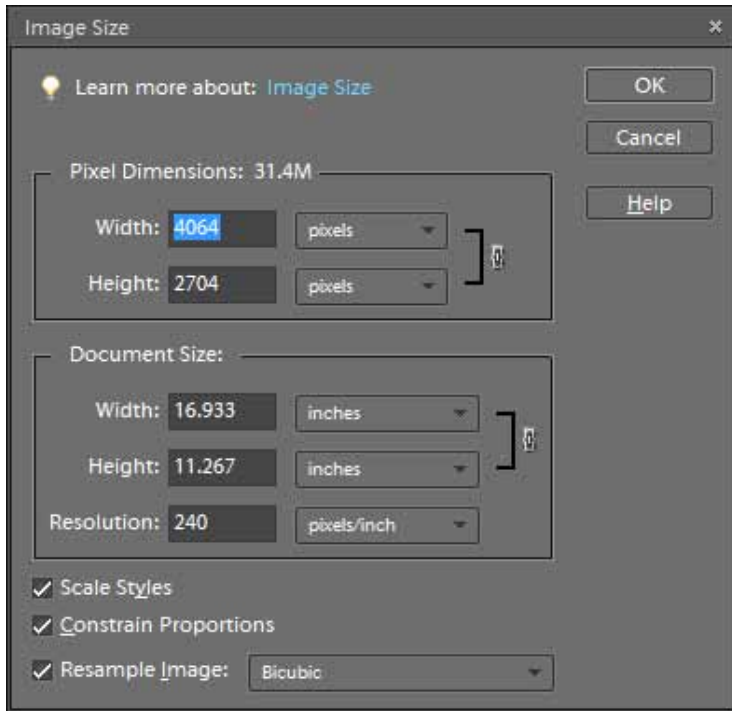 Image Size
Learn more about: Image Size
OK
Cancel
Help
Pixel Dimensions: 31.4M
Width: 4064 pixels
Height: 2704 pixels
Document Size:
Width: 16.933 inches
Height: 11.267 inches
Resolution: 240 pixels/inch
Scale Styles
Constrain Proportions
Resample Image: Bicubic